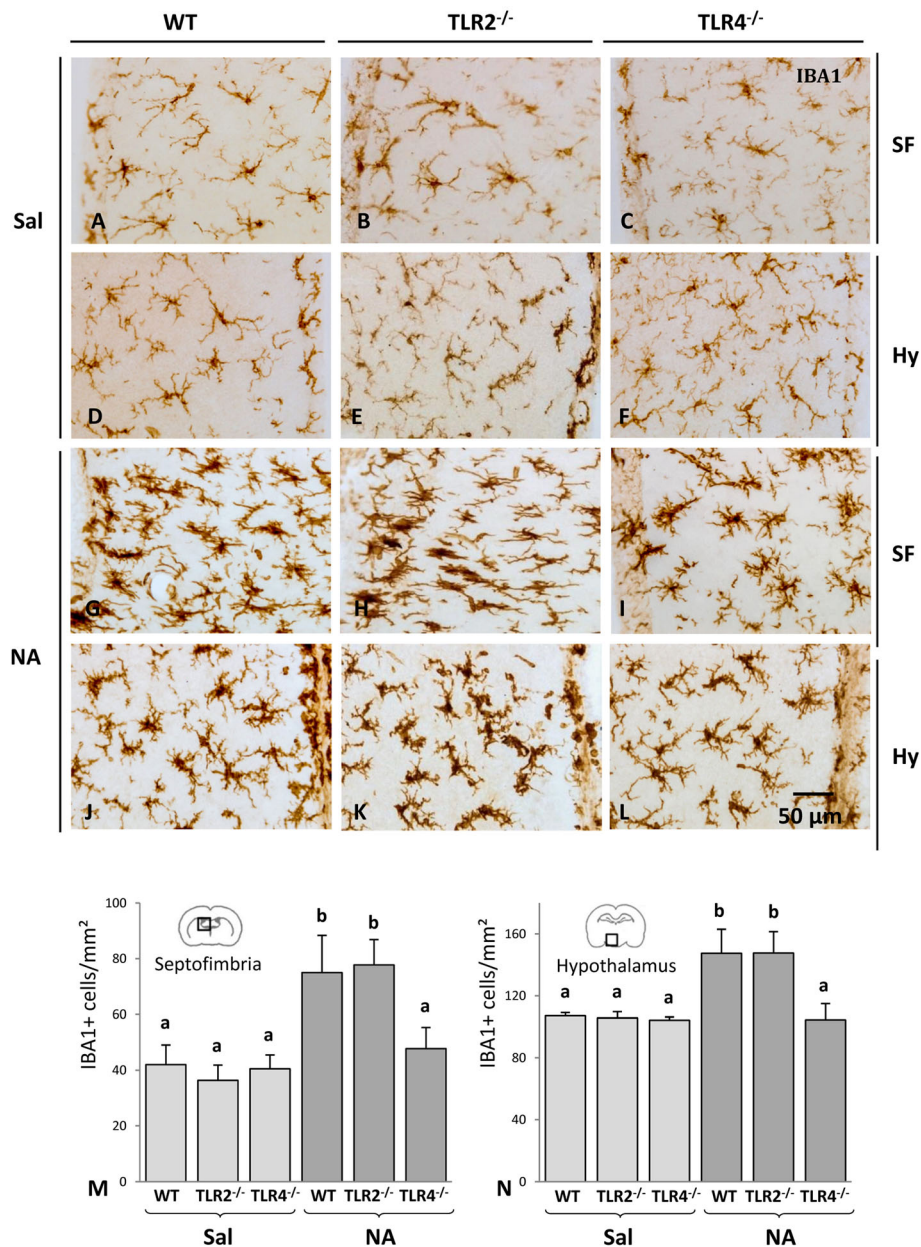 WT TLR2⁻/⁻ TLR4⁻/⁻
IBA1
SF
Sal
A B C
Hy
D E F
SF
G H I
NA
Hy
J K L
50 µm
100
80
60
40
20
0
IBA1+ cells/mm²
Septofimbria
a a a b b a
M
WT TLR2⁻/⁻ TLR4⁻/⁻ WT TLR2⁻/⁻ TLR4⁻/⁻
Sal NA
160
120
80
40
0
IBA1+ cells/mm²
Hypothalamus
a a a b b a
N
WT TLR2⁻/⁻ TLR4⁻/⁻ WT TLR2⁻/⁻ TLR4⁻/⁻
Sal NA